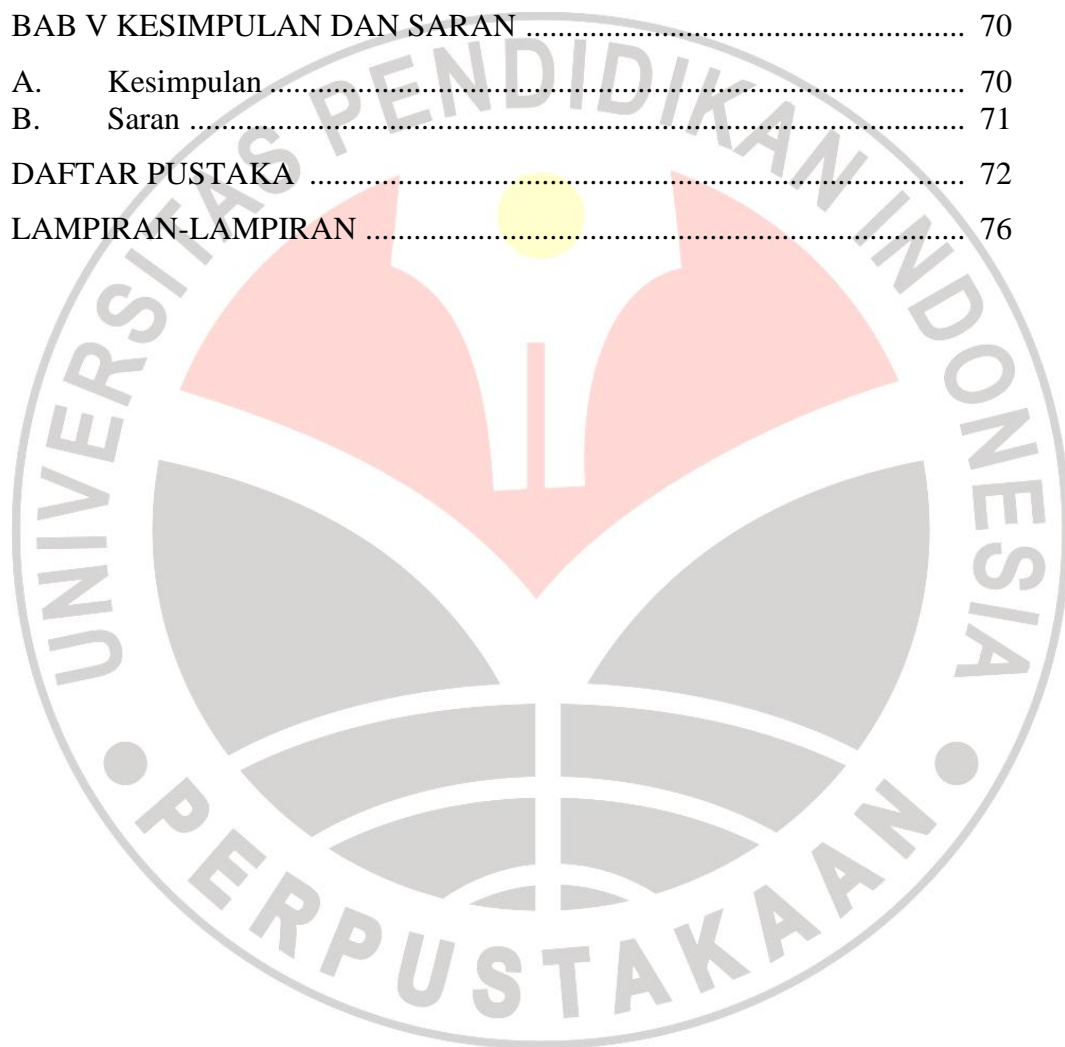 BAB V KESIMPULAN DAN SARAN ....................................................... 70
A. Kesimpulan ....................................................................................... 70
B. Saran ................................................................................................. 71
DAFTAR PUSTAKA .................................................................................. 72
LAMPIRAN-LAMPIRAN ........................................................................... 76
UNIVERSITAS PENDIDIKAN INDONESIA
PERPUSTAKAAN